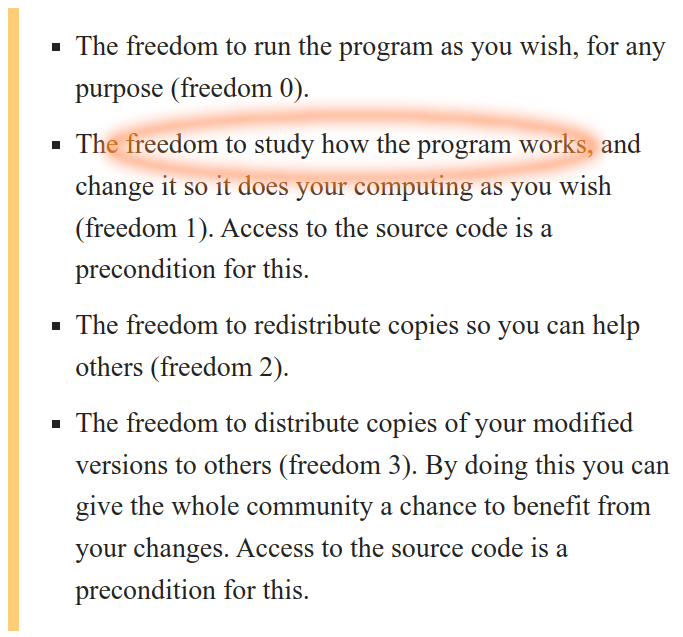 The freedom to run the program as you wish, for any
purpose (freedom 0).
The freedom to study how the program works, and
change it so it does your computing as you wish
(freedom 1). Access to the source code is a
precondition for this.
The freedom to redistribute copies so you can help
others (freedom 2).
The freedom to distribute copies of your modified
versions to others (freedom 3). By doing this you can
give the whole community a chance to benefit from
your changes. Access to the source code is a
precondition for this.